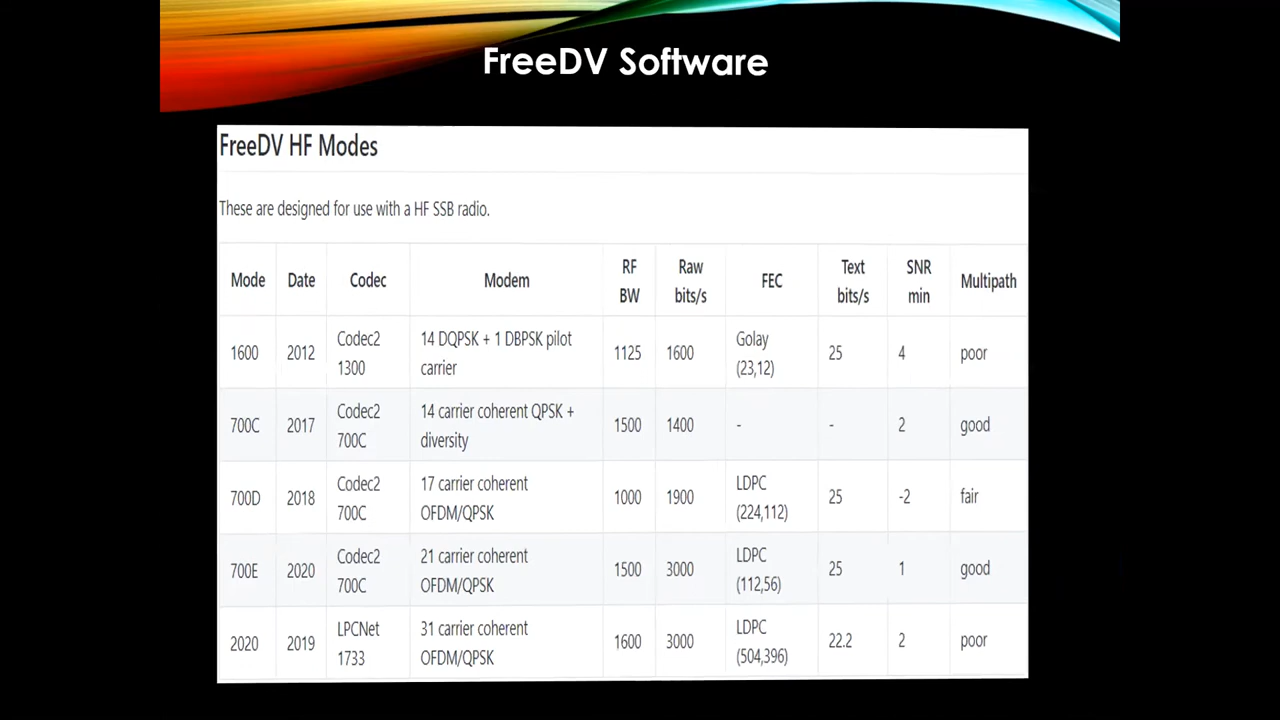 FreeDV Software
FreeDV HF Modes
These are designed for use with a HF SSB radio.
Mode Date Codec Modem RF BW Raw bits/s FEC Text bits/s SNR min Multipath
1600 2012 Codec2 1300 14 DQPSK + 1 DBPSK pilot carrier 1125 1600 Golay (23,12) 25 4 poor
700C 2017 Codec2 700C 14 carrier coherent QPSK + diversity 1500 1400 - - 2 good
700D 2018 Codec2 700C 17 carrier coherent OFDM/QPSK 1000 1900 LDPC (224,112) 25 -2 fair
700E 2020 Codec2 700C 21 carrier coherent OFDM/QPSK 1500 3000 LDPC (112,56) 25 1 good
2020 2019 LPCNet 1733 31 carrier coherent OFDM/QPSK 1600 3000 LDPC (504,396) 22.2 2 poor